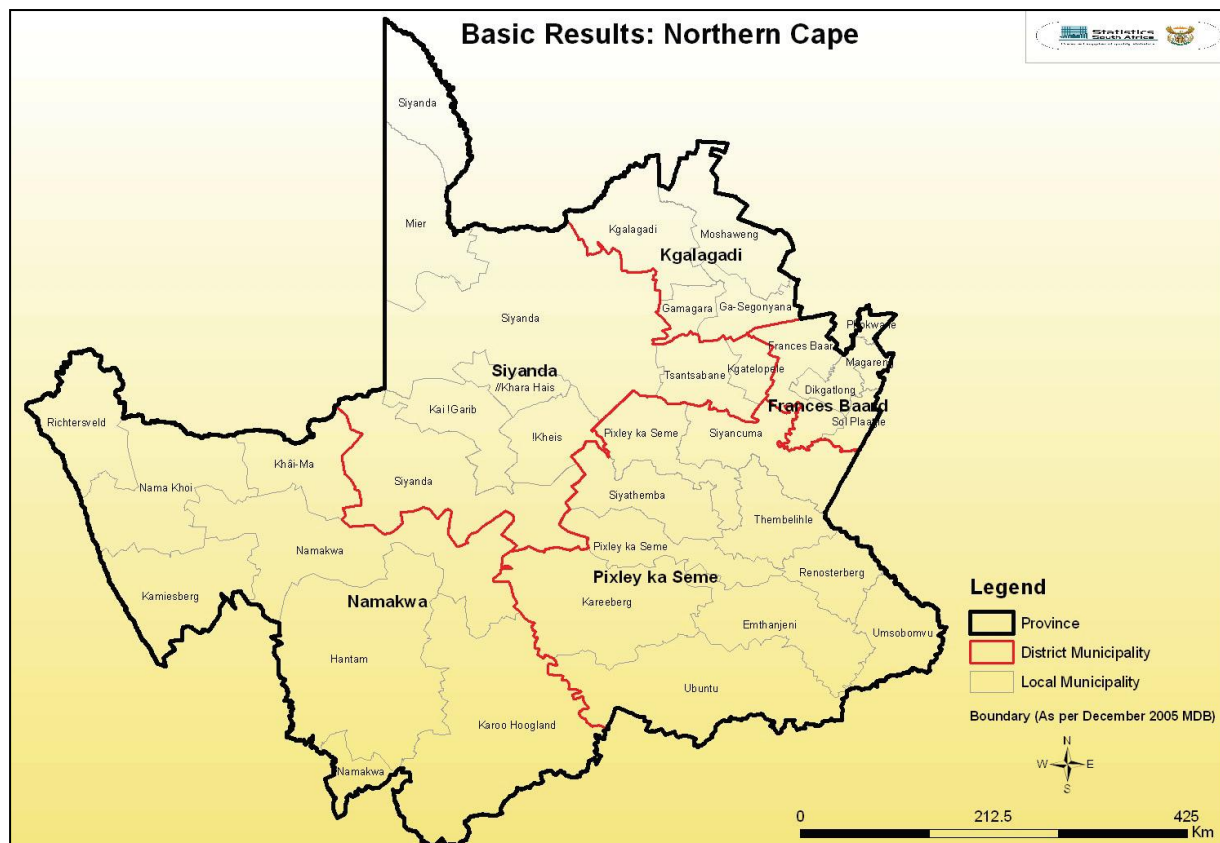 Basic Results: Northern Cape
Statistics
South Africa
Siyanda
Mier
Kgalagadi
Moshaweng
Kgalagadi
Gamagara
Ga-Segonyana
Siyanda
Phokwane
Frances Baard
Magareng
Tsantsabane
Kgatelopele
Siyanda
//Khara Hais
Dikgatlong
Frances Baard
Sol Plaatje
Kai !Garib
!Kheis
Pixley ka Seme
Siyancuma
Richtersveld
Khâi-Ma
Nama Khoi
Siyanda
Siyathemba
Thembelihle
Namakwa
Pixley ka Seme
Pixley ka Seme
Renosterberg
Kamiesberg
Namakwa
Kareeberg
Emthanjeni
Umsobomvu
Hantam
Ubuntu
Karoo Hoogland
Namakwa
Legend
Province
District Municipality
Local Municipality
Boundary (As per December 2005 MDB)
N
W E
S
0 212.5 425
Km